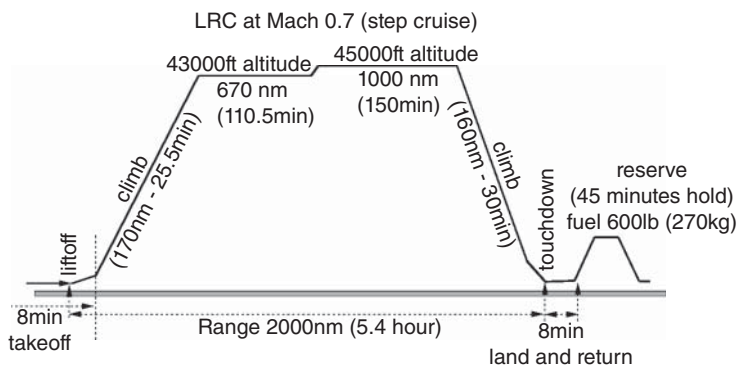 LRC at Mach 0.7 (step cruise)
43000ft altitude
670 nm
(110.5min)
45000ft altitude
1000 nm
(150min)
climb
(170nm - 25.5min)
climb
(160nm - 30min)
liftoff
touchdown
reserve
(45 minutes hold)
fuel 600lb (270kg)
8min
takeoff
Range 2000nm (5.4 hour)
8min
land and return